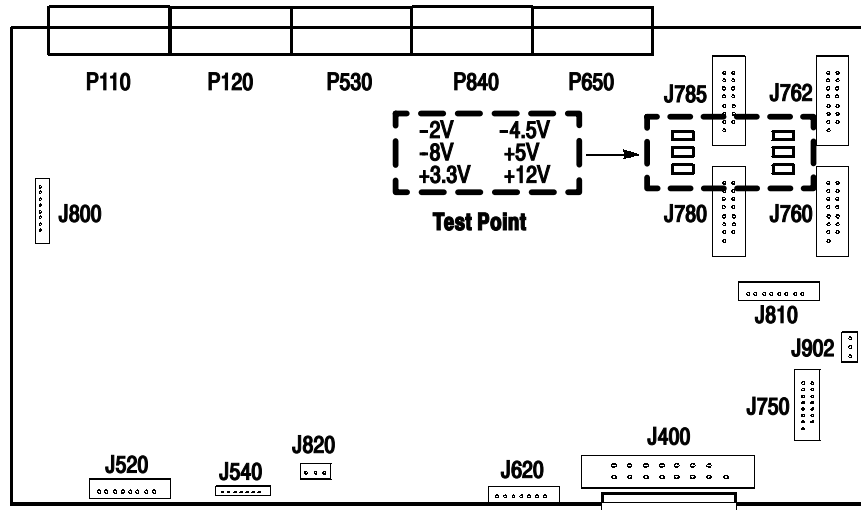 P110 P120 P530 P840 P650
J785 J762
-2V -4.5V
-8V +5V
+3.3V +12V
Test Point
J800
J780 J760
J810
J902
J750
J400
J820
J520 J540 J620